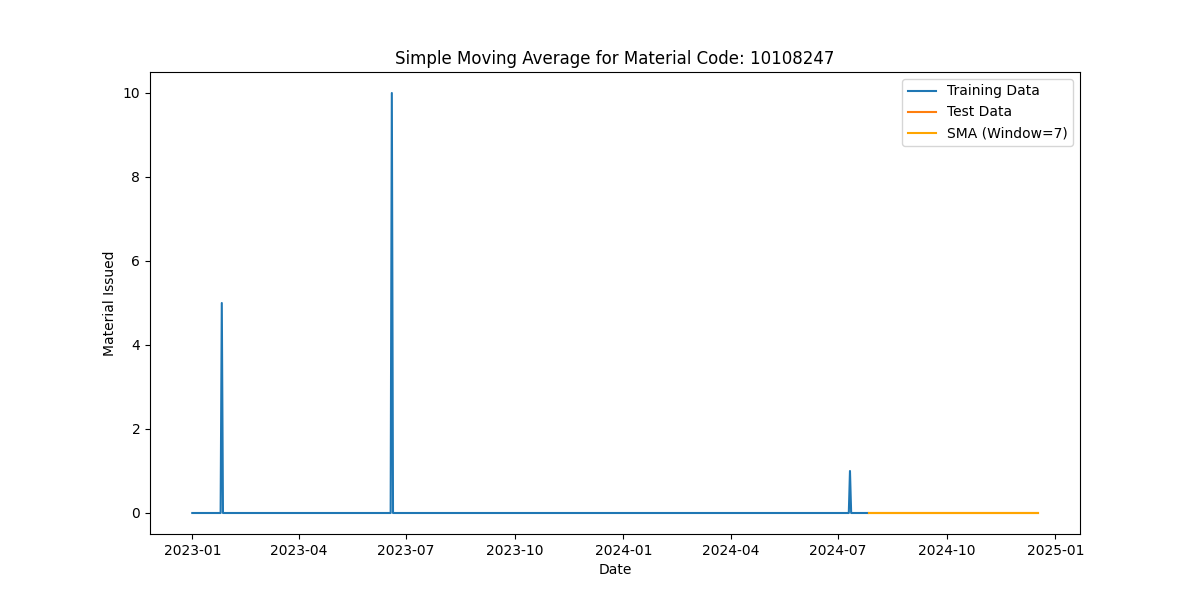 Simple Moving Average for Material Code: 10108247
Training Data
Test Data
SMA (Window=7)
Material Issued
10
8
6
4
2
0
2023-01
2023-04
2023-07
2023-10
2024-01
2024-04
2024-07
2024-10
2025-01
Date